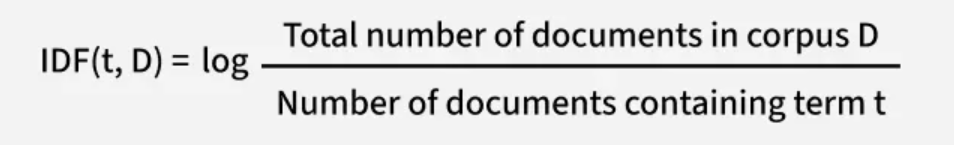 Total number of documents in corpus D
IDF(t, D) = log
Number of documents containing term t